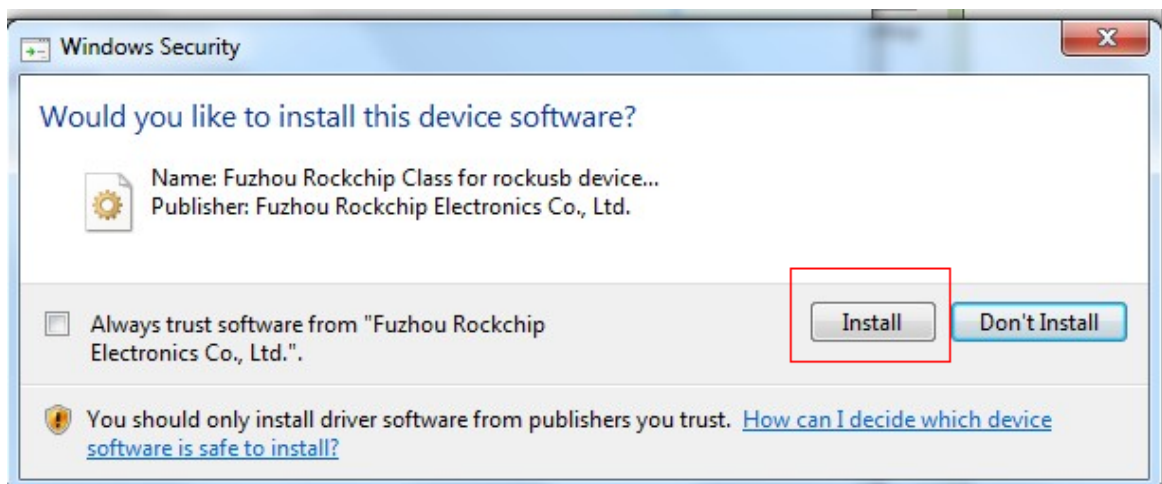 Windows Security
Would you like to install this device software?
Name: Fuzhou Rockchip Class for rockusb device...
Publisher: Fuzhou Rockchip Electronics Co., Ltd.
Always trust software from "Fuzhou Rockchip
Electronics Co., Ltd.".
Install
Don't Install
You should only install driver software from publishers you trust. How can I decide which device
software is safe to install?